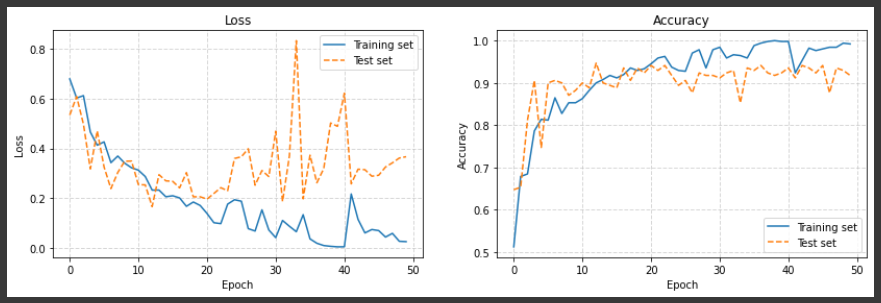 Loss
Training set
Test set
0.8
0.6
0.4
0.2
0.0
Loss
0 10 20 30 40 50
Epoch
Accuracy
1.0
0.9
0.8
0.7
0.6
0.5
Accuracy
Training set
Test set
0 10 20 30 40 50
Epoch